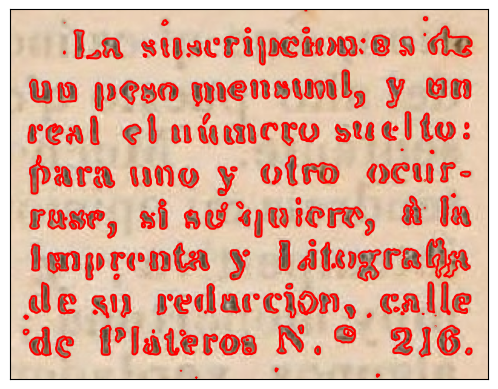 La suscripcion: es de
un peso mensual, y un
real el número suelto:
para uno y otro ocur-
rase, si se quiere, à la
Imprenta y Litografia
de su redaccion, calle
de Plateros N. º 216.